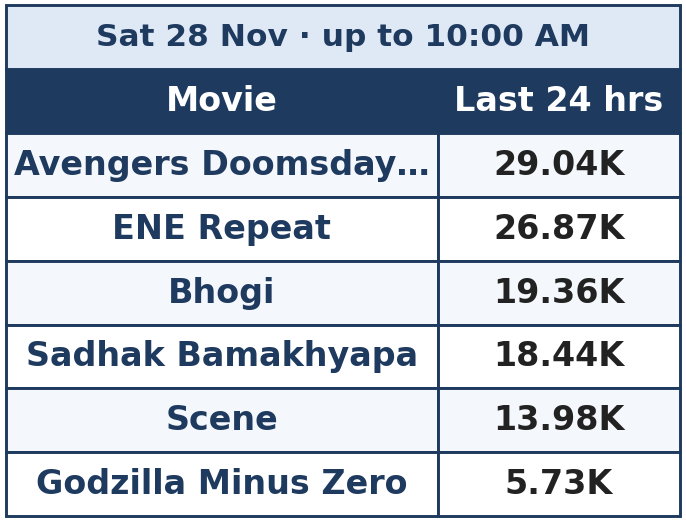 Sat 28 Nov · up to 10:00 AM
Movie Last 24 hrs
Avengers Doomsday... 29.04K
ENE Repeat 26.87K
Bhogi 19.36K
Sadhak Bamakhyapa 18.44K
Scene 13.98K
Godzilla Minus Zero 5.73K